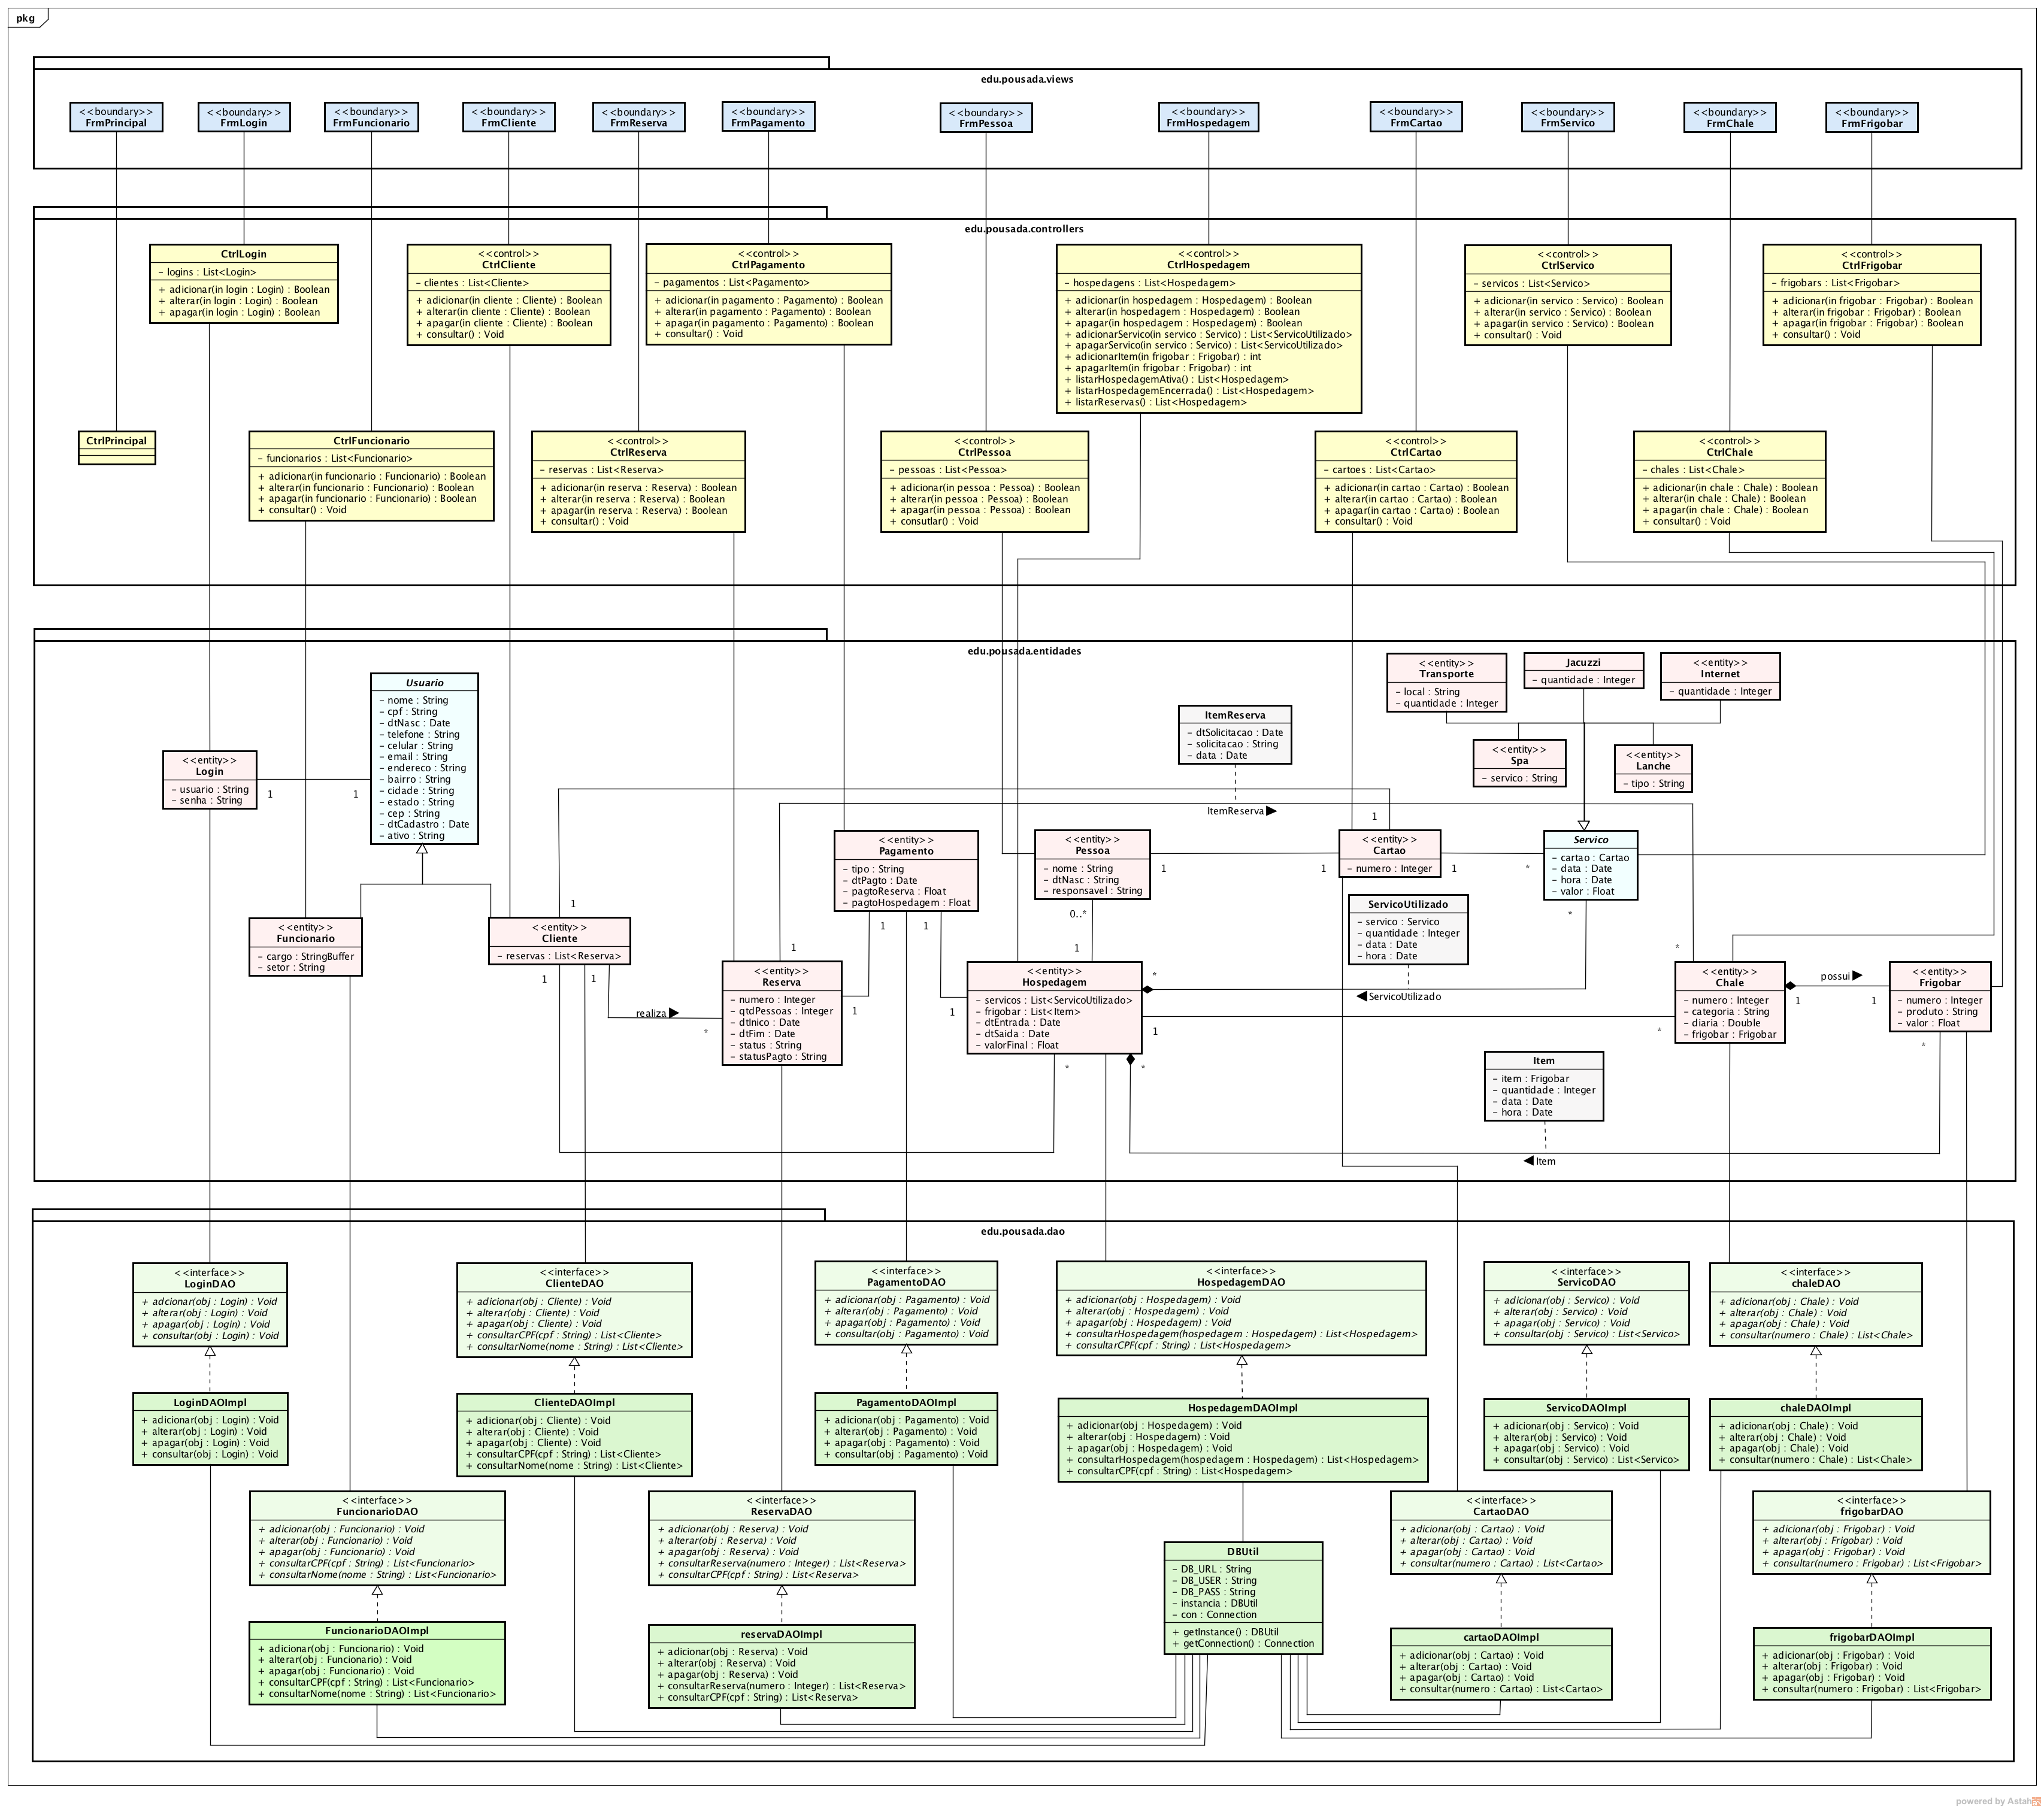 pkg
edu.pousada.views
<<boundary>>
FrmPrincipal
<<boundary>>
FrmLogin
<<boundary>>
FrmFuncionario
<<boundary>>
FrmCliente
<<boundary>>
FrmReserva
<<boundary>>
FrmPagamento
<<boundary>>
FrmPessoa
<<boundary>>
FrmHospedagem
<<boundary>>
FrmCartao
<<boundary>>
FrmServico
<<boundary>>
FrmChale
<<boundary>>
FrmFrigobar
edu.pousada.controllers
CtrlLogin
– logins : List<Login>
+ adicionar(in login : Login) : Boolean
+ alterar(in login : Login) : Boolean
+ apagar(in login : Login) : Boolean
<<control>>
CtrlCliente
– clientes : List<Cliente>
+ adicionar(in cliente : Cliente) : Boolean
+ alterar(in cliente : Cliente) : Boolean
+ apagar(in cliente : Cliente) : Boolean
+ consultar() : Void
<<control>>
CtrlPagamento
– pagamentos : List<Pagamento>
+ adicionar(in pagamento : Pagamento) : Boolean
+ alterar(in pagamento : Pagamento) : Boolean
+ apagar(in pagamento : Pagamento) : Boolean
+ consultar() : Void
<<control>>
CtrlHospedagem
– hospedagens : List<Hospedagem>
+ adicionar(in hospedagem : Hospedagem) : Boolean
+ alterar(in hospedagem : Hospedagem) : Boolean
+ apagar(in hospedagem : Hospedagem) : Boolean
+ adicionarServico(in servico : Servico) : List<ServicoUtilizado>
+ apagarServico(in servico : Servico) : List<ServicoUtilizado>
+ adicionarItem(in frigobar : Frigobar) : int
+ apagarItem(in frigobar : Frigobar) : int
+ listarHospedagemAtiva() : List<Hospedagem>
+ listarHospedagemEncerrada() : List<Hospedagem>
+ listarReservas() : List<Hospedagem>
<<control>>
CtrlServico
– servicos : List<Servico>
+ adicionar(in servico : Servico) : Boolean
+ alterar(in servico : Servico) : Boolean
+ apagar(in servico : Servico) : Boolean
+ consultar() : Void
<<control>>
CtrlFrigobar
– frigobars : List<Frigobar>
+ adicionar(in frigobar : Frigobar) : Boolean
+ alterar(in frigobar : Frigobar) : Boolean
+ apagar(in frigobar : Frigobar) : Boolean
+ consultar() : Void
CtrlPrincipal
CtrlFuncionario
– funcionarios : List<Funcionario>
+ adicionar(in funcionario : Funcionario) : Boolean
+ alterar(in funcionario : Funcionario) : Boolean
+ apagar(in funcionario : Funcionario) : Boolean
+ consultar() : Void
<<control>>
CtrlReserva
– reservas : List<Reserva>
+ adicionar(in reserva : Reserva) : Boolean
+ alterar(in reserva : Reserva) : Boolean
+ apagar(in reserva : Reserva) : Boolean
+ consultar() : Void
<<control>>
CtrlPessoa
– pessoas : List<Pessoa>
+ adicionar(in pessoa : Pessoa) : Boolean
+ alterar(in pessoa : Pessoa) : Boolean
+ apagar(in pessoa : Pessoa) : Boolean
+ consutlar() : Void
<<control>>
CtrlCartao
– cartoes : List<Cartao>
+ adicionar(in cartao : Cartao) : Boolean
+ alterar(in cartao : Cartao) : Boolean
+ apagar(in cartao : Cartao) : Boolean
+ consultar() : Void
<<control>>
CtrlChale
– chales : List<Chale>
+ adicionar(in chale : Chale) : Boolean
+ alterar(in chale : Chale) : Boolean
+ apagar(in chale : Chale) : Boolean
+ consultar() : Void
edu.pousada.entidades
<<entity>>
Transporte
– local : String
– quantidade : Integer
Jacuzzi
– quantidade : Integer
<<entity>>
Internet
– quantidade : Integer
Usuario
– nome : String
– cpf : String
– dtNasc : Date
– telefone : String
– celular : String
– email : String
– endereco : String
– bairro : String
– cidade : String
– estado : String
– cep : String
– dtCadastro : Date
– ativo : String
ItemReserva
– dtSolicitacao : Date
– solicitacao : String
– data : Date
<<entity>>
Spa
– servico : String
<<entity>>
Lanche
– tipo : String
<<entity>>
Login
– usuario : String
– senha : String
1
1
ItemReserva
1
<<entity>>
Pagamento
– tipo : String
– dtPagto : Date
– pagtoReserva : Float
– pagtoHospedagem : Float
<<entity>>
Pessoa
– nome : String
– dtNasc : String
– responsavel : String
1
1
<<entity>>
Cartao
– numero : Integer
1
*
Servico
– cartao : Cartao
– data : Date
– hora : Date
– valor : Float
*
ServicoUtilizado
– servico : Servico
– quantidade : Integer
– data : Date
– hora : Date
ServicoUtilizado
<<entity>>
Funcionario
– cargo : StringBuffer
– setor : String
1
<<entity>>
Cliente
– reservas : List<Reserva>
1
1
realiza
*
1
<<entity>>
Reserva
– numero : Integer
– qtdPessoas : Integer
– dtInico : Date
– dtFim : Date
– status : String
– statusPagto : String
1
1
1
1
0..*
1
<<entity>>
Hospedagem
– servicos : List<ServicoUtilizado>
– frigobar : List<Item>
– dtEntrada : Date
– dtSaida : Date
– valorFinal : Float
*
1
*
*
*
*
<<entity>>
Chale
– numero : Integer
– categoria : String
– diaria : Double
– frigobar : Frigobar
possui
1
1
<<entity>>
Frigobar
– numero : Integer
– produto : String
– valor : Float
*
Item
– item : Frigobar
– quantidade : Integer
– data : Date
– hora : Date
Item
edu.pousada.dao
<<interface>>
LoginDAO
+ adcionar(obj : Login) : Void
+ alterar(obj : Login) : Void
+ apagar(obj : Login) : Void
+ consultar(obj : Login) : Void
<<interface>>
ClienteDAO
+ adicionar(obj : Cliente) : Void
+ alterar(obj : Cliente) : Void
+ apagar(obj : Cliente) : Void
+ consultarCPF(cpf : String) : List<Cliente>
+ consultarNome(nome : String) : List<Cliente>
<<interface>>
PagamentoDAO
+ adicionar(obj : Pagamento) : Void
+ alterar(obj : Pagamento) : Void
+ apagar(obj : Pagamento) : Void
+ consultar(obj : Pagamento) : Void
<<interface>>
HospedagemDAO
+ adicionar(obj : Hospedagem) : Void
+ alterar(obj : Hospedagem) : Void
+ apagar(obj : Hospedagem) : Void
+ consultarHospedagem(hospedagem : Hospedagem) : List<Hospedagem>
+ consultarCPF(cpf : String) : List<Hospedagem>
<<interface>>
ServicoDAO
+ adicionar(obj : Servico) : Void
+ alterar(obj : Servico) : Void
+ apagar(obj : Servico) : Void
+ consultar(obj : Servico) : List<Servico>
<<interface>>
chaleDAO
+ adicionar(obj : Chale) : Void
+ alterar(obj : Chale) : Void
+ apagar(obj : Chale) : Void
+ consultar(numero : Chale) : List<Chale>
LoginDAOImpl
+ adicionar(obj : Login) : Void
+ alterar(obj : Login) : Void
+ apagar(obj : Login) : Void
+ consultar(obj : Login) : Void
ClienteDAOImpl
+ adicionar(obj : Cliente) : Void
+ alterar(obj : Cliente) : Void
+ apagar(obj : Cliente) : Void
+ consultarCPF(cpf : String) : List<Cliente>
+ consultarNome(nome : String) : List<Cliente>
PagamentoDAOImpl
+ adicionar(obj : Pagamento) : Void
+ alterar(obj : Pagamento) : Void
+ apagar(obj : Pagamento) : Void
+ consultar(obj : Pagamento) : Void
HospedagemDAOImpl
+ adicionar(obj : Hospedagem) : Void
+ alterar(obj : Hospedagem) : Void
+ apagar(obj : Hospedagem) : Void
+ consultarHospedagem(hospedagem : Hospedagem) : List<Hospedagem>
+ consultarCPF(cpf : String) : List<Hospedagem>
ServicoDAOImpl
+ adicionar(obj : Servico) : Void
+ alterar(obj : Servico) : Void
+ apagar(obj : Servico) : Void
+ consultar(obj : Servico) : List<Servico>
chaleDAOImpl
+ adicionar(obj : Chale) : Void
+ alterar(obj : Chale) : Void
+ apagar(obj : Chale) : Void
+ consultar(numero : Chale) : List<Chale>
<<interface>>
FuncionarioDAO
+ adicionar(obj : Funcionario) : Void
+ alterar(obj : Funcionario) : Void
+ apagar(obj : Funcionario) : Void
+ consultarCPF(cpf : String) : List<Funcionario>
+ consultarNome(nome : String) : List<Funcionario>
<<interface>>
ReservaDAO
+ adicionar(obj : Reserva) : Void
+ alterar(obj : Reserva) : Void
+ apagar(obj : Reserva) : Void
+ consultarReserva(numero : Integer) : List<Reserva>
+ consultarCPF(cpf : String) : List<Reserva>
DBUtil
– DB_URL : String
– DB_USER : String
– DB_PASS : String
– instancia : DBUtil
– con : Connection
+ getInstance() : DBUtil
+ getConnection() : Connection
<<interface>>
CartaoDAO
+ adicionar(obj : Cartao) : Void
+ alterar(obj : Cartao) : Void
+ apagar(obj : Cartao) : Void
+ consultar(numero : Cartao) : List<Cartao>
<<interface>>
frigobarDAO
+ adicionar(obj : Frigobar) : Void
+ alterar(obj : Frigobar) : Void
+ apagar(obj : Frigobar) : Void
+ consultar(numero : Frigobar) : List<Frigobar>
FuncionarioDAOImpl
+ adicionar(obj : Funcionario) : Void
+ alterar(obj : Funcionario) : Void
+ apagar(obj : Funcionario) : Void
+ consultarCPF(cpf : String) : List<Funcionario>
+ consultarNome(nome : String) : List<Funcionario>
reservaDAOImpl
+ adicionar(obj : Reserva) : Void
+ alterar(obj : Reserva) : Void
+ apagar(obj : Reserva) : Void
+ consultarReserva(numero : Integer) : List<Reserva>
+ consultarCPF(cpf : String) : List<Reserva>
cartaoDAOImpl
+ adicionar(obj : Cartao) : Void
+ alterar(obj : Cartao) : Void
+ apagar(obj : Cartao) : Void
+ consultar(numero : Cartao) : List<Cartao>
frigobarDAOImpl
+ adicionar(obj : Frigobar) : Void
+ alterar(obj : Frigobar) : Void
+ apagar(obj : Frigobar) : Void
+ consultar(numero : Frigobar) : List<Frigobar>
powered by Astah